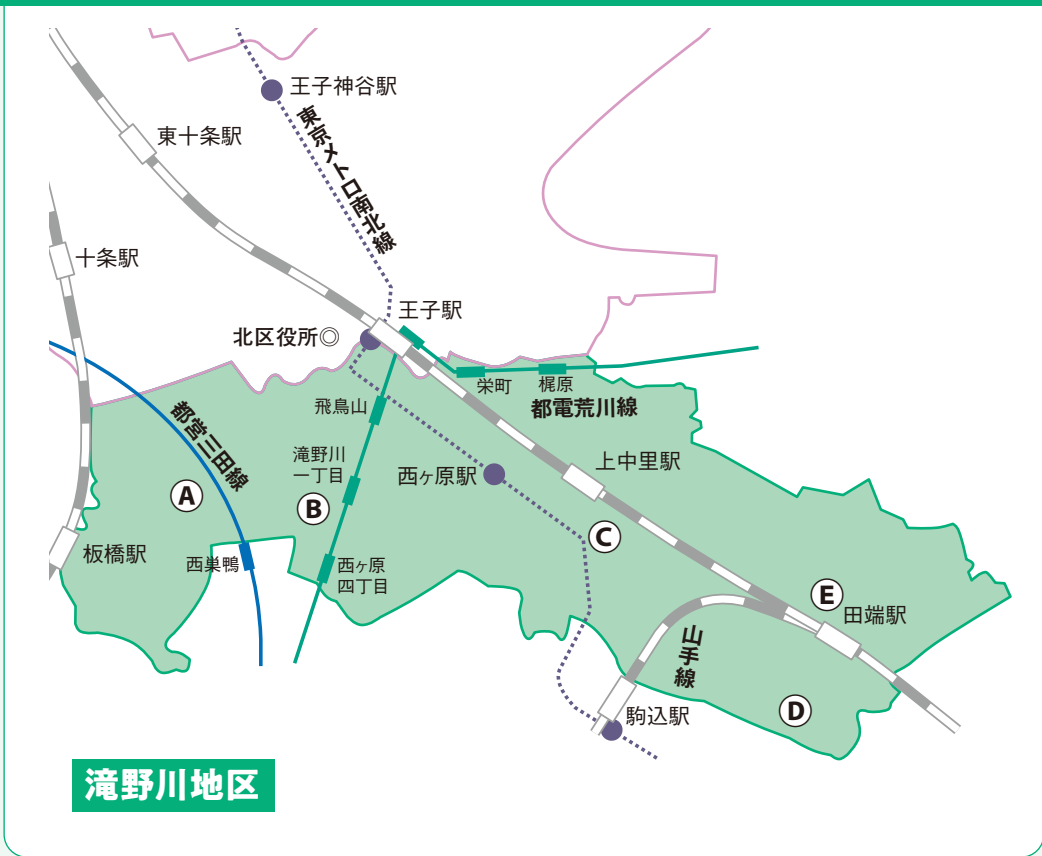 王子神谷駅
東京メトロ南北線
東十条駅
十条駅
王子駅
北区役所◎
栄町
梶原
都電荒川線
飛鳥山
都営三田線
滝野川
一丁目
西ヶ原駅
上中里駅
A
B
C
板橋駅
西巣鴨
西ヶ原
四丁目
E
田端駅
山手線
D
駒込駅
滝野川地区